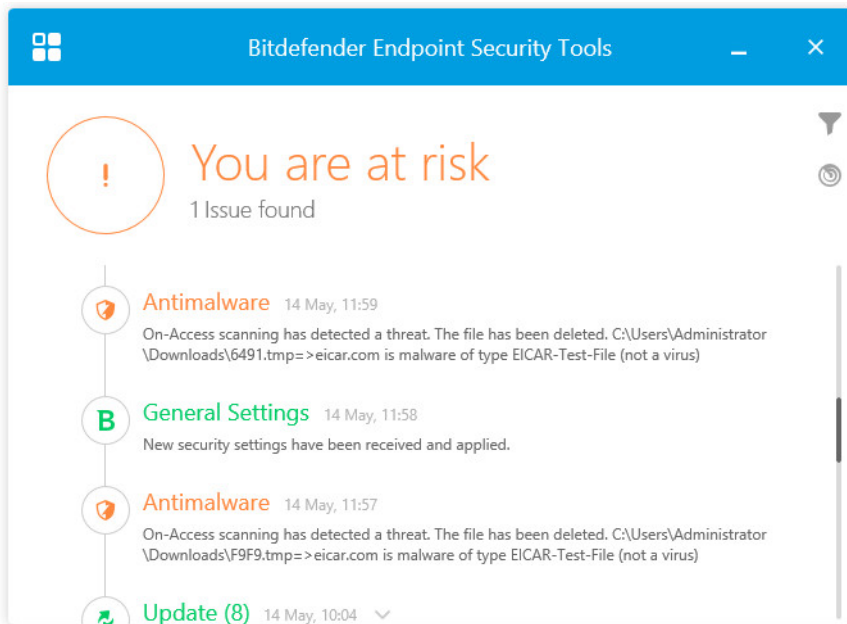 Bitdefender Endpoint Security Tools
!
You are at risk
1 Issue found
Antimalware 14 May, 11:59
On-Access scanning has detected a threat. The file has been deleted. C:\Users\Administrator
\Downloads\6491.tmp=>eicar.com is malware of type EICAR-Test-File (not a virus)
B General Settings 14 May, 11:58
New security settings have been received and applied.
Antimalware 14 May, 11:57
On-Access scanning has detected a threat. The file has been deleted. C:\Users\Administrator
\Downloads\F9F9.tmp=>eicar.com is malware of type EICAR-Test-File (not a virus)
Update (8) 14 May, 10:04